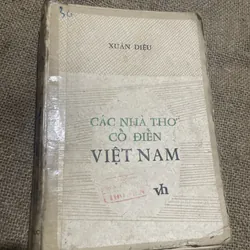 XUÂN DIỆU
CÁC NHÀ THƠ
CỔ ĐIỂN
VIỆT NAM
vh